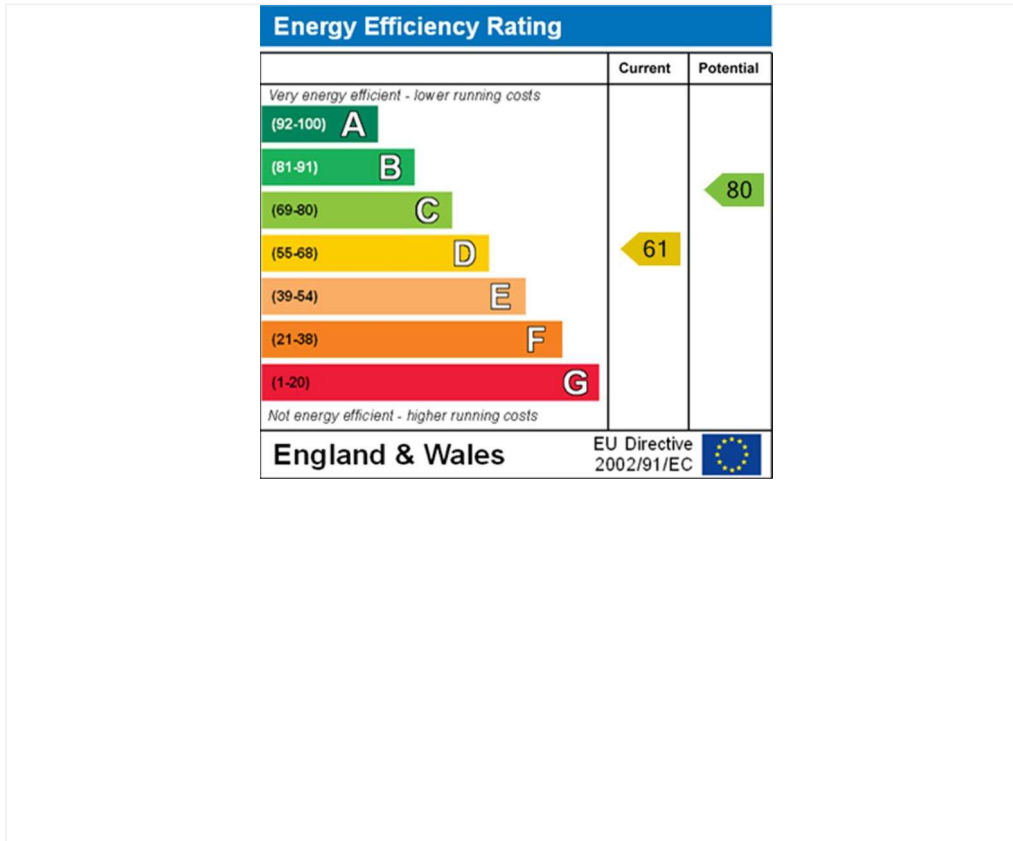 Energy Efficiency Rating
Current Potential
Very energy efficient - lower running costs
(92-100) A
(81-91) B
(69-80) C
80
(55-68) D
61
(39-54) E
(21-38) F
(1-20) G
Not energy efficient - higher running costs
England & Wales
EU Directive
2002/91/EC